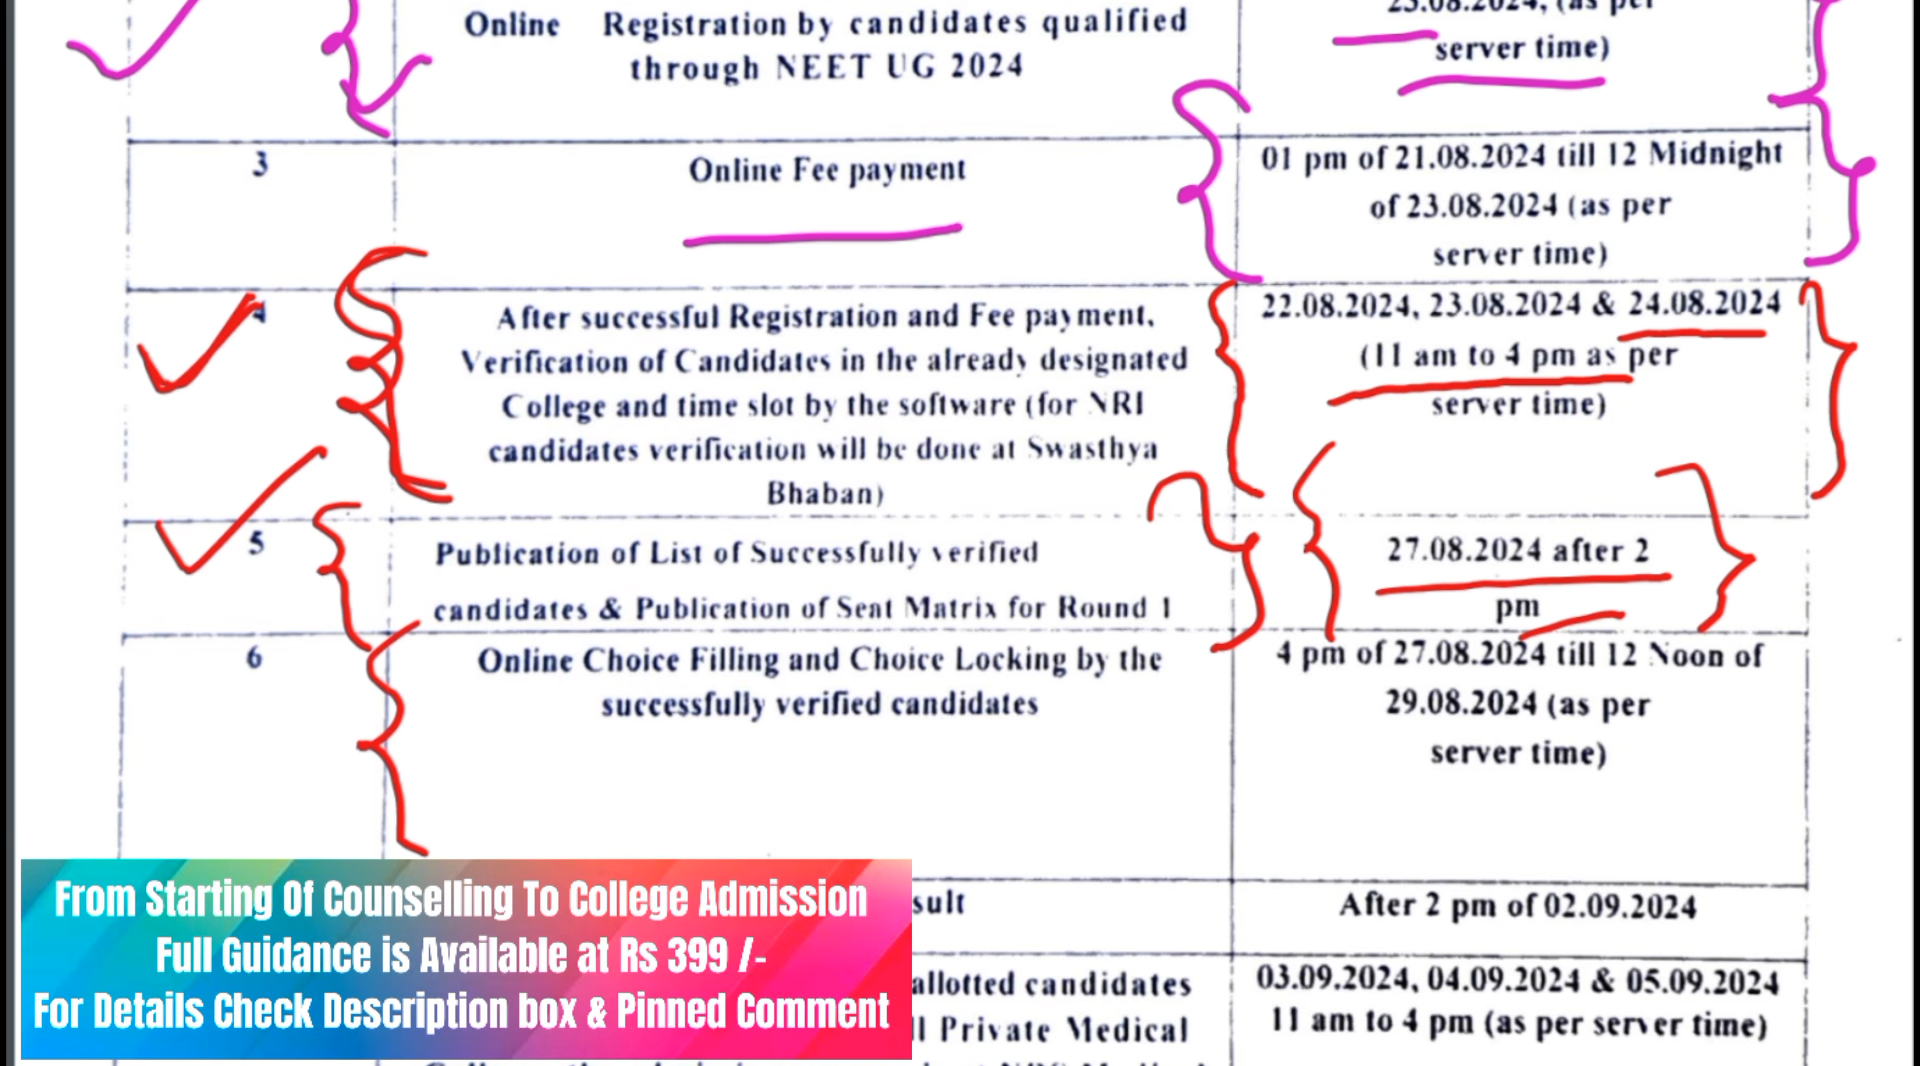 23.08.2024, (as per
Online Registration by candidates qualified
server time)
through NEET UG 2024
3
Online Fee payment
01 pm of 21.08.2024 till 12 Midnight
of 23.08.2024 (as per
server time)
4
After successful Registration and Fee payment,
Verification of Candidates in the already designated
College and time slot by the software (for NRI
candidates verification will be done at Swasthya
Bhaban)
22.08.2024, 23.08.2024 & 24.08.2024
(11 am to 4 pm as per
server time)
5
Publication of List of Successfully verified
candidates & Publication of Seat Matrix for Round 1
27.08.2024 after 2
pm
6
Online Choice Filling and Choice Locking by the
successfully verified candidates
4 pm of 27.08.2024 till 12 Noon of
29.08.2024 (as per
server time)
sult
After 2 pm of 02.09.2024
allotted candidates
l Private Medical
03.09.2024, 04.09.2024 & 05.09.2024
11 am to 4 pm (as per server time)
From Starting Of Counselling To College Admission
Full Guidance is Available at Rs 399 /-
For Details Check Description box & Pinned Comment